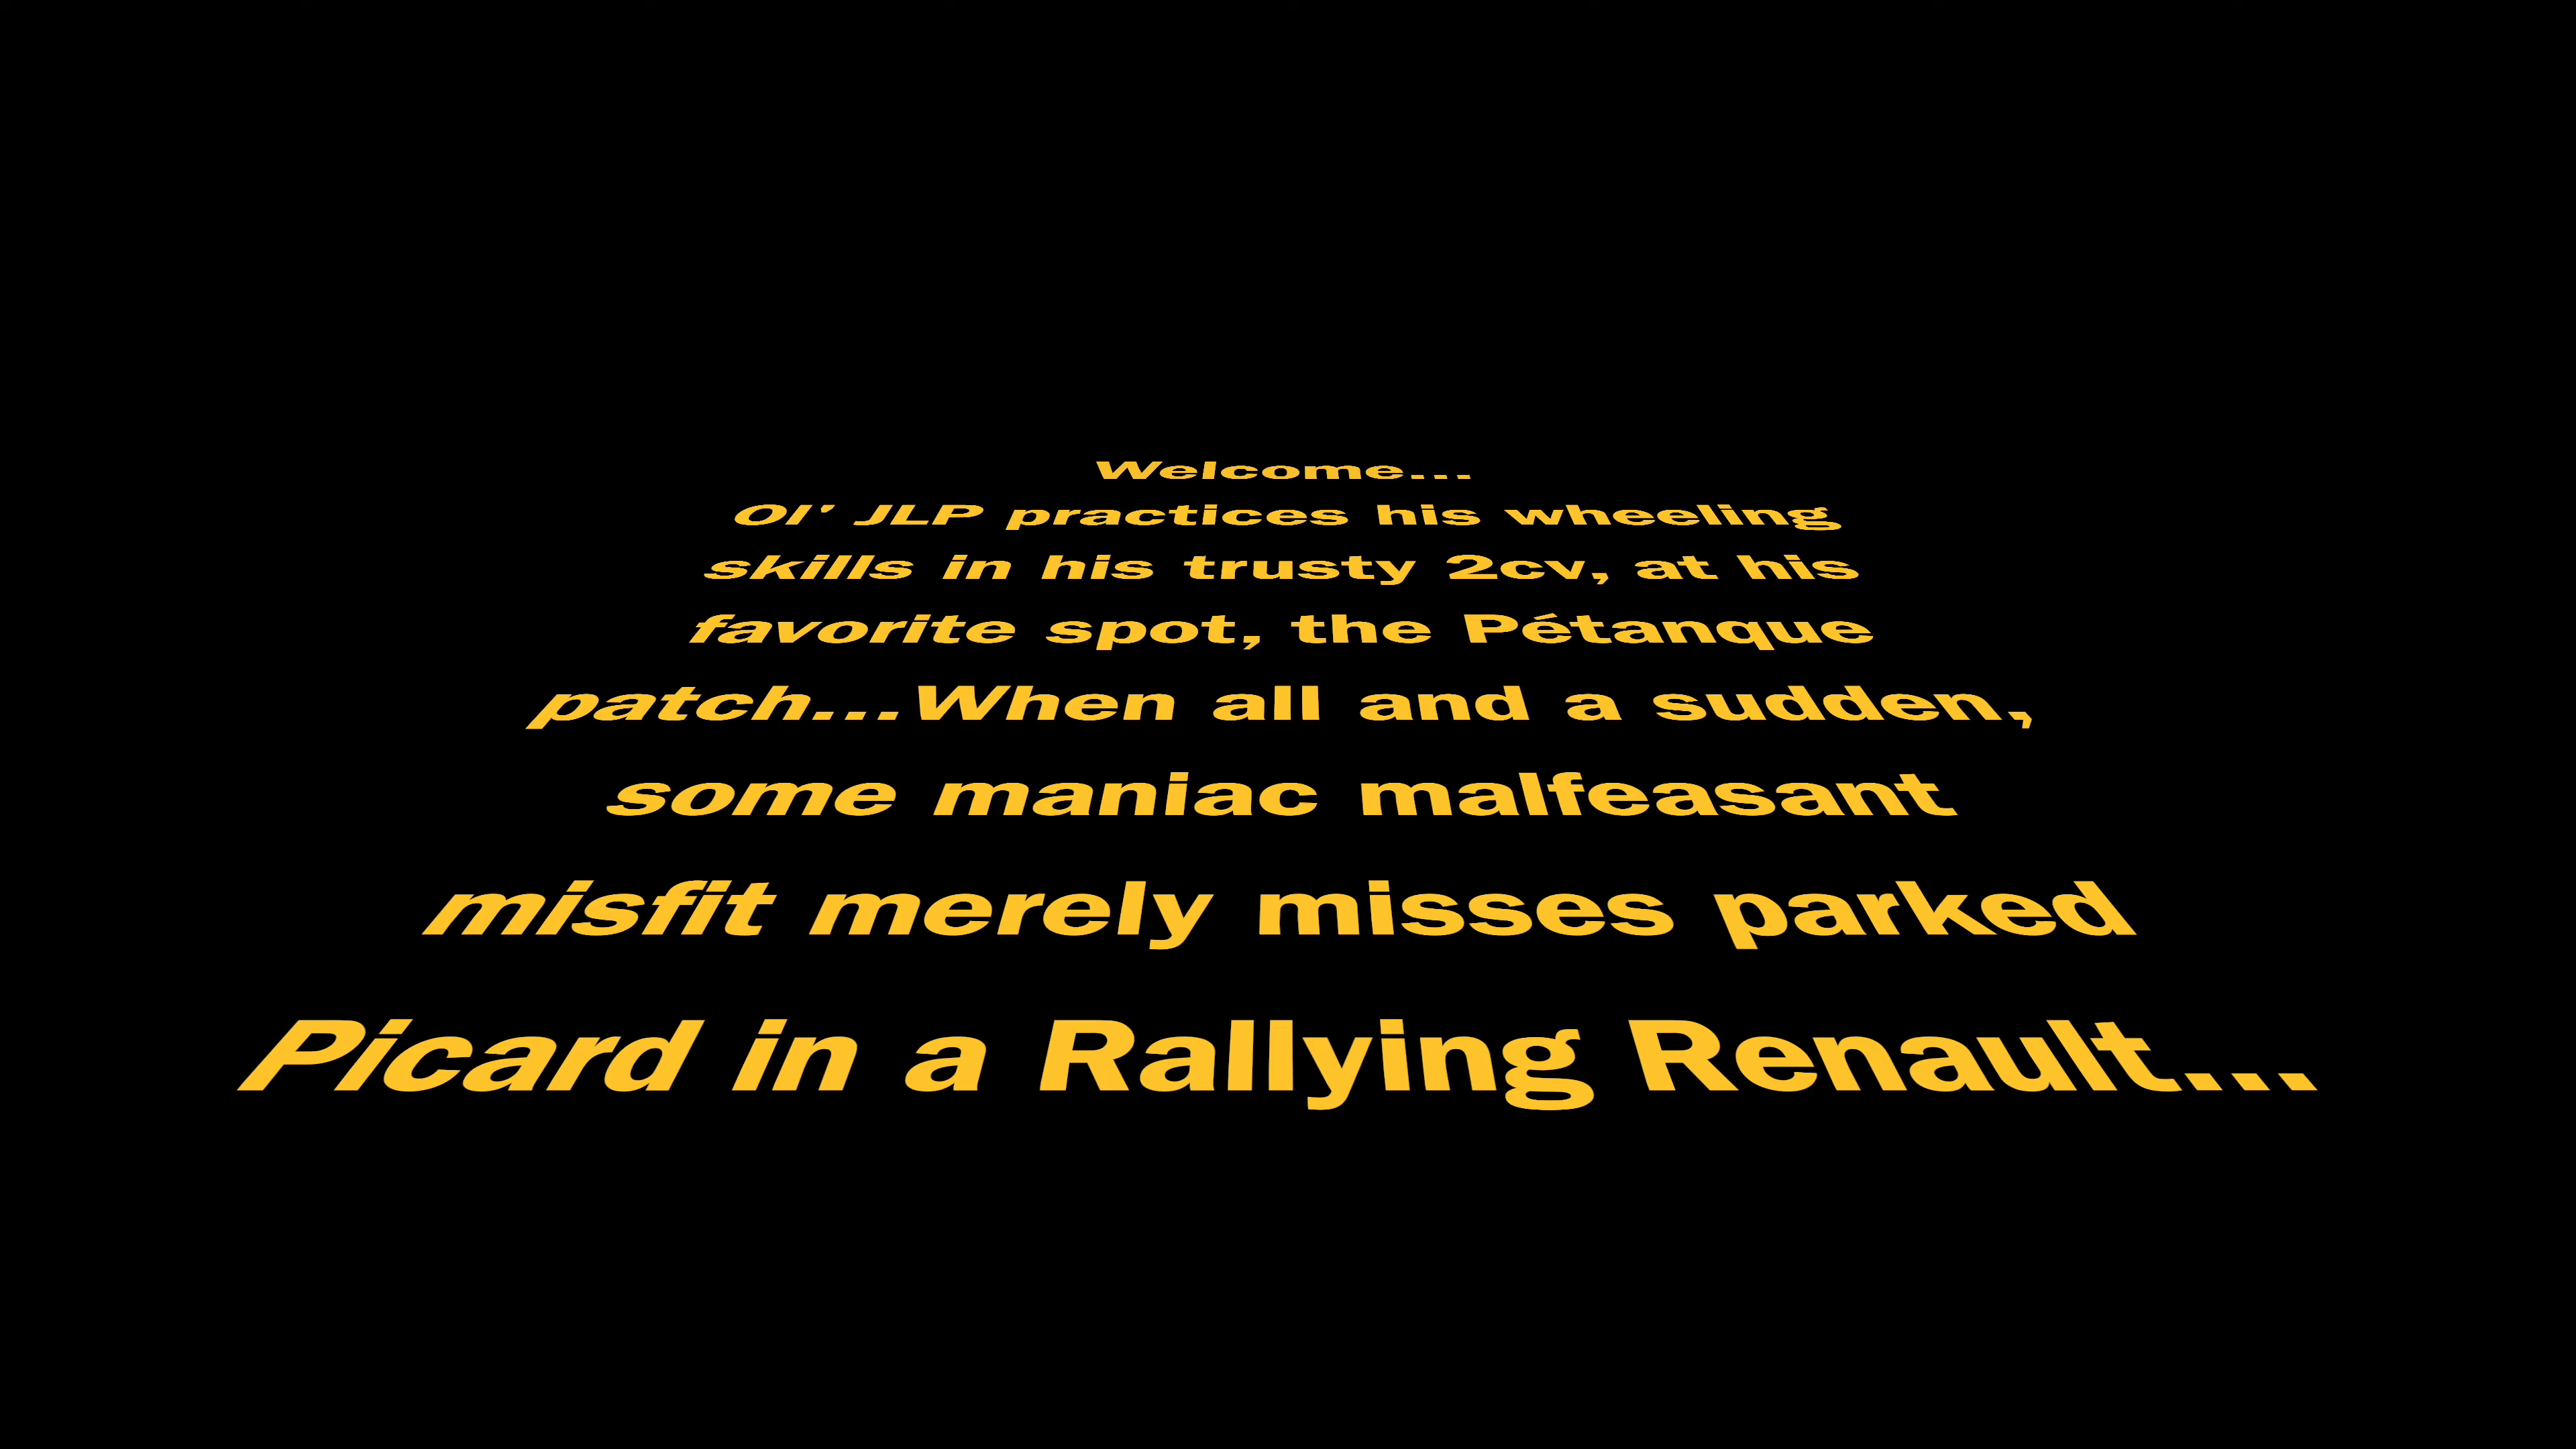 Welcome...
Ol' JLP practices his wheeling
skills in his trusty 2cv, at his
favorite spot, the Pétanque
patch...When all and a sudden,
some maniac malfeasant
misfit merely misses parked
Picard in a Rallying Renault...